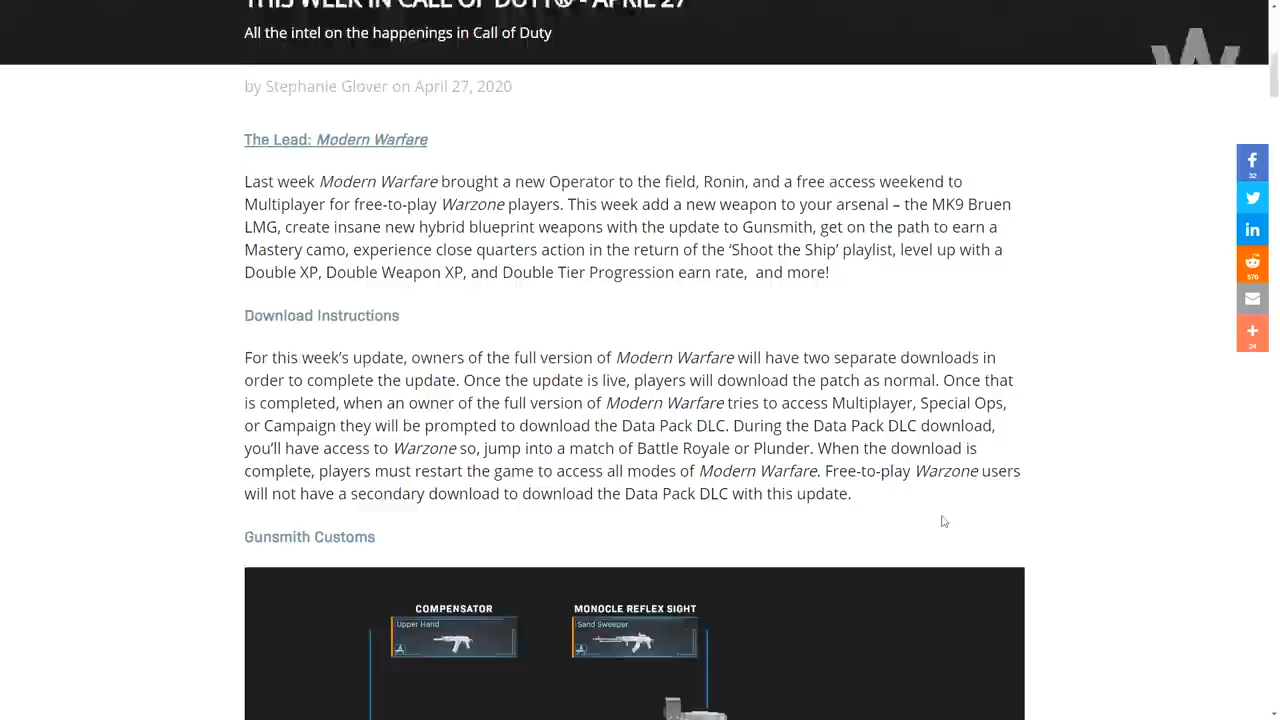 THIS WEEK IN CALL OF DUTY® - APRIL 27
All the intel on the happenings in Call of Duty
by Stephanie Glover on April 27, 2020
The Lead: Modern Warfare
Last week Modern Warfare brought a new Operator to the field, Ronin, and a free access weekend to
Multiplayer for free-to-play Warzone players. This week add a new weapon to your arsenal – the MK9 Bruen
LMG, create insane new hybrid blueprint weapons with the update to Gunsmith, get on the path to earn a
Mastery camo, experience close quarters action in the return of the ‘Shoot the Ship’ playlist, level up with a
Double XP, Double Weapon XP, and Double Tier Progression earn rate,  and more!
Download Instructions
For this week’s update, owners of the full version of Modern Warfare will have two separate downloads in
order to complete the update. Once the update is live, players will download the patch as normal. Once that
is completed, when an owner of the full version of Modern Warfare tries to access Multiplayer, Special Ops,
or Campaign they will be prompted to download the Data Pack DLC. During the Data Pack DLC download,
you’ll have access to Warzone so, jump into a match of Battle Royale or Plunder. When the download is
complete, players must restart the game to access all modes of Modern Warfare. Free-to-play Warzone users
will not have a secondary download to download the Data Pack DLC with this update.
Gunsmith Customs
COMPENSATOR
Upper Hand
MONOCLE REFLEX SIGHT
Sand Sweeper
32
576
24